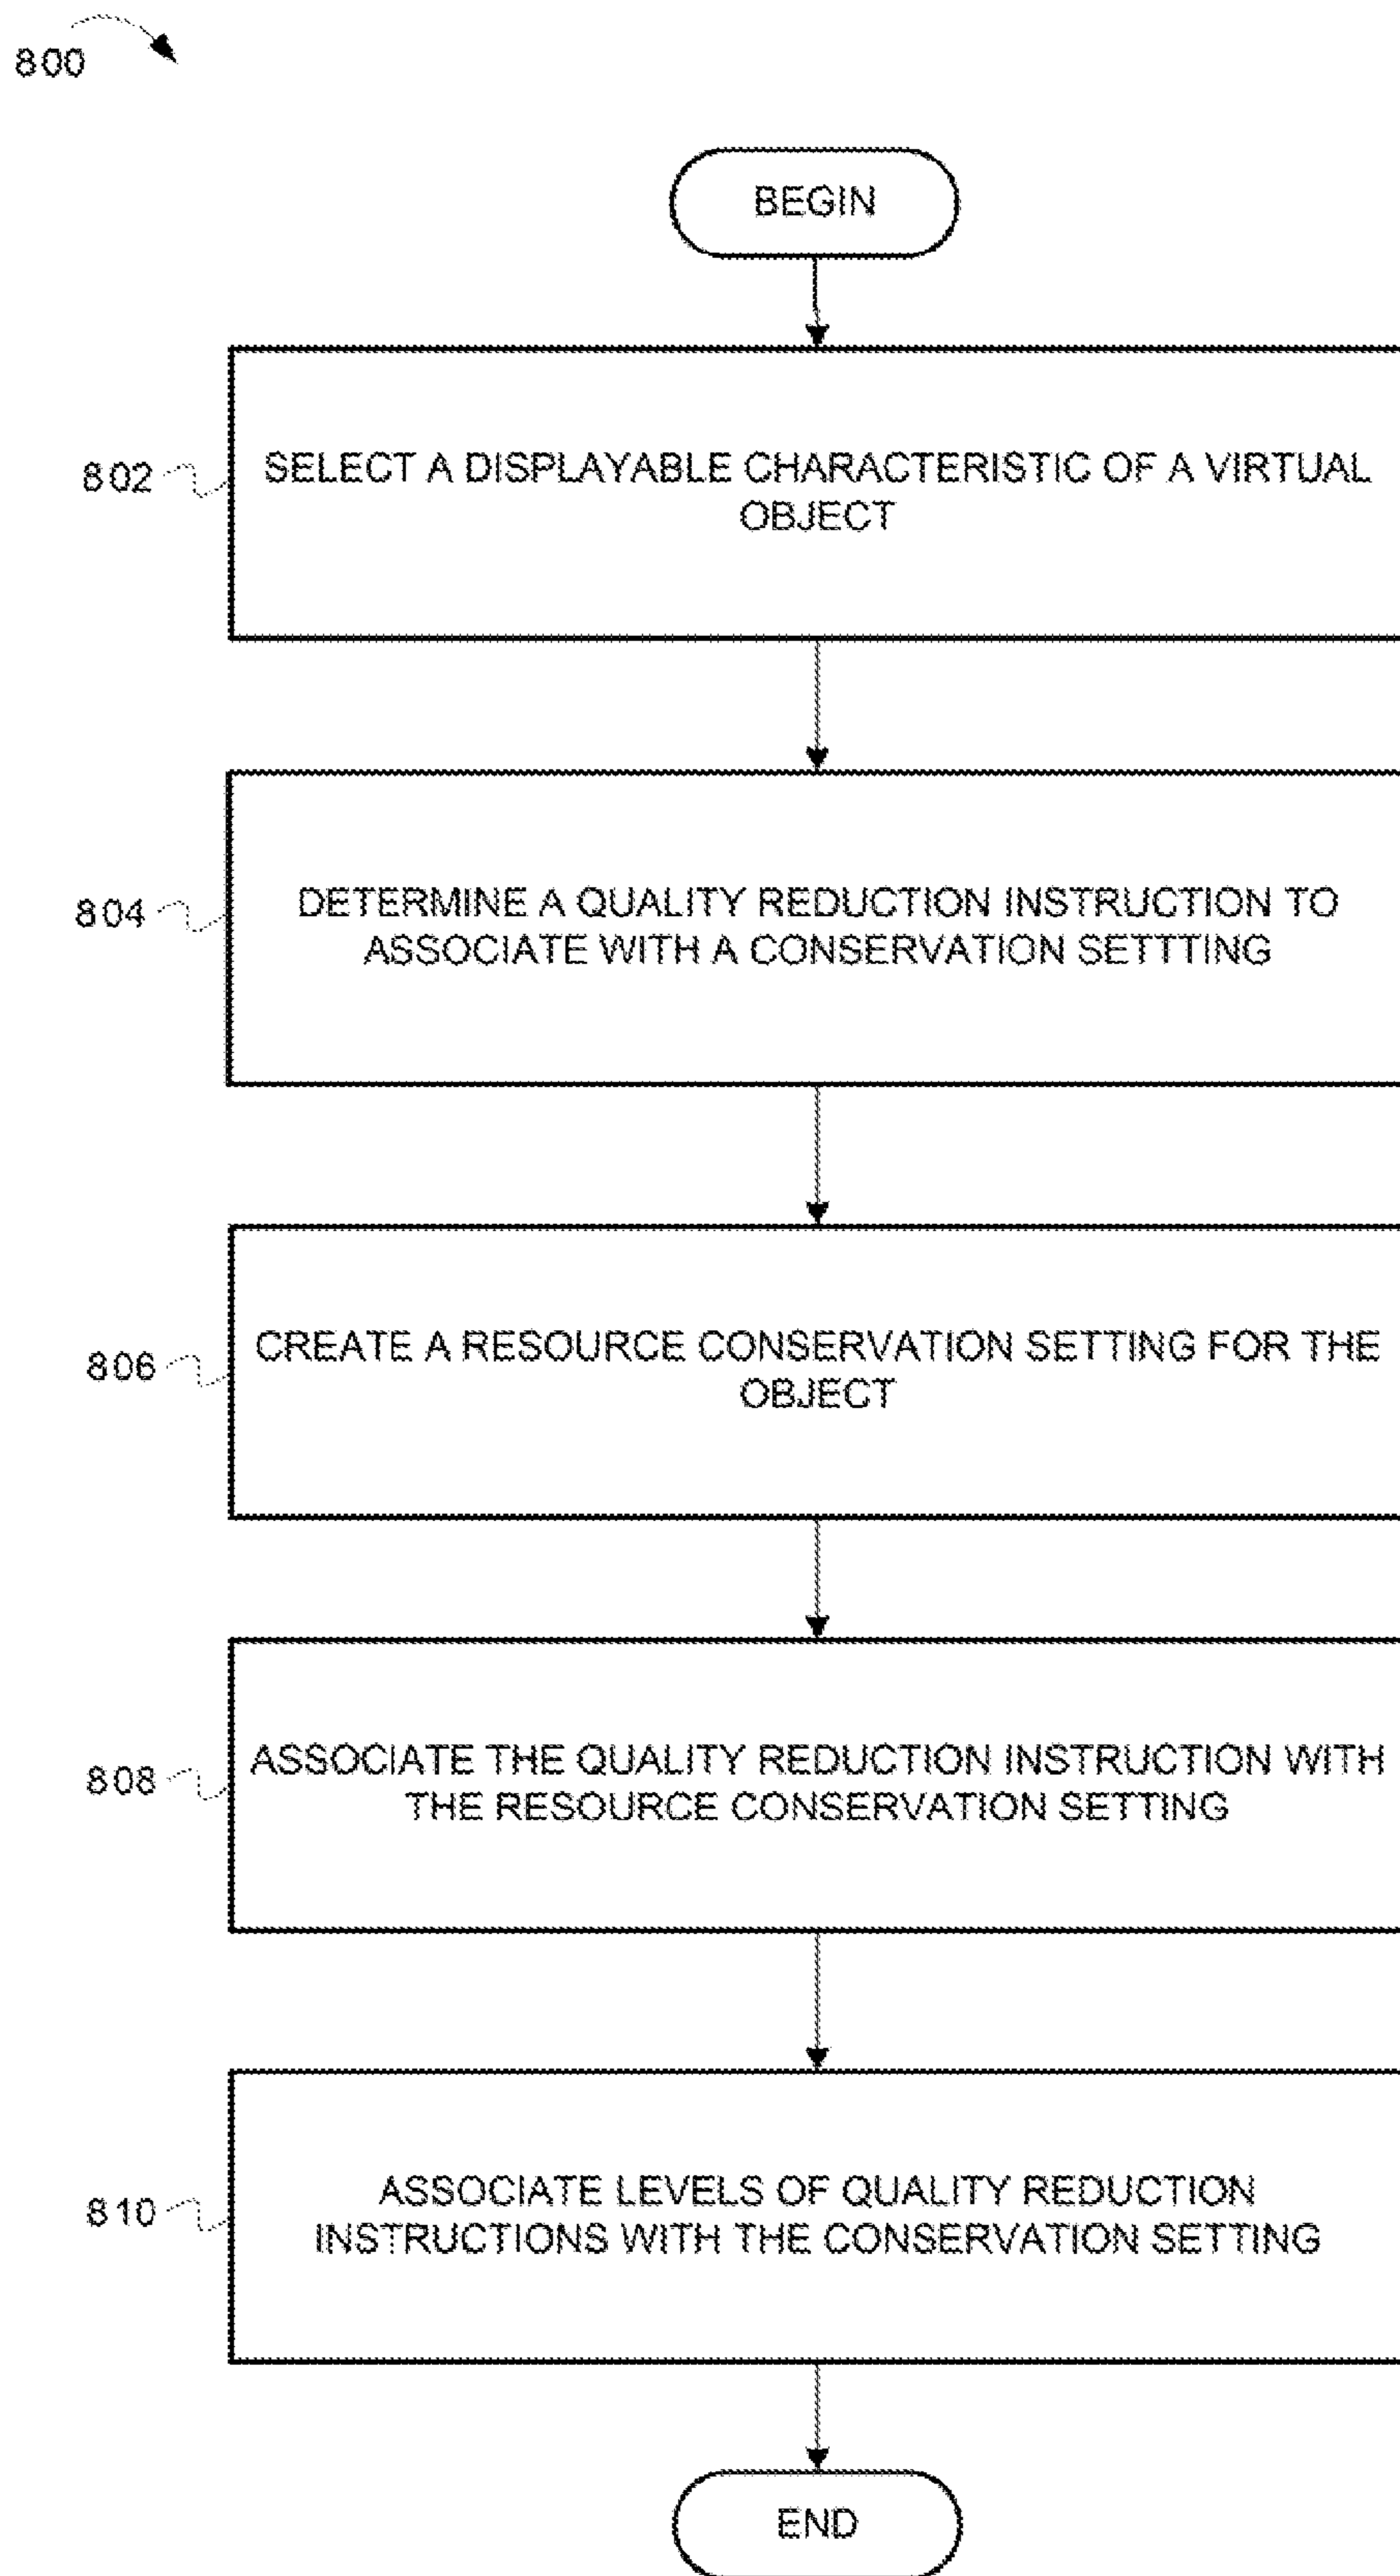 800
BEGIN
802
SELECT A DISPLAYABLE CHARACTERISTIC OF A VIRTUAL
OBJECT
804
DETERMINE A QUALITY REDUCTION INSTRUCTION TO
ASSOCIATE WITH A CONSERVATION SETTTING
806
CREATE A RESOURCE CONSERVATION SETTING FOR THE
OBJECT
808
ASSOCIATE THE QUALITY REDUCTION INSTRUCTION WITH
THE RESOURCE CONSERVATION SETTING
810
ASSOCIATE LEVELS OF QUALITY REDUCTION
INSTRUCTIONS WITH THE CONSERVATION SETTING
END